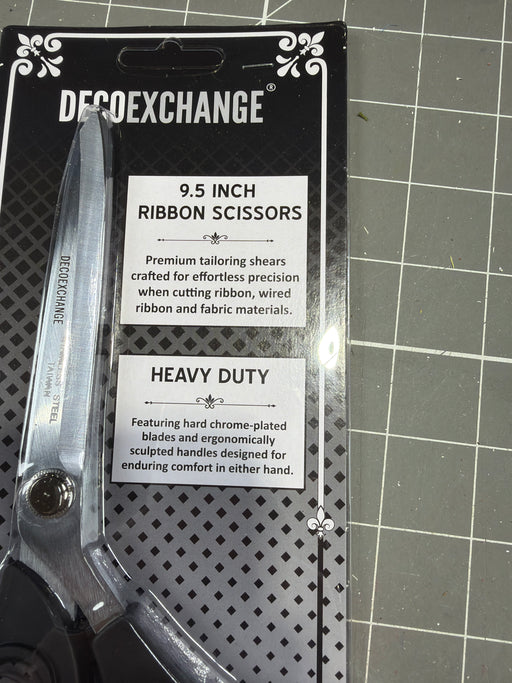 DECOEXCHANGE®
9.5 INCH
RIBBON SCISSORS
Premium tailoring shears
crafted for effortless precision
when cutting ribbon, wired
ribbon and fabric materials.
HEAVY DUTY
Featuring hard chrome-plated
blades and ergonomically
sculpted handles designed for
enduring comfort in either hand.
DECOEXCHANGE
STEEL
TAIWAN